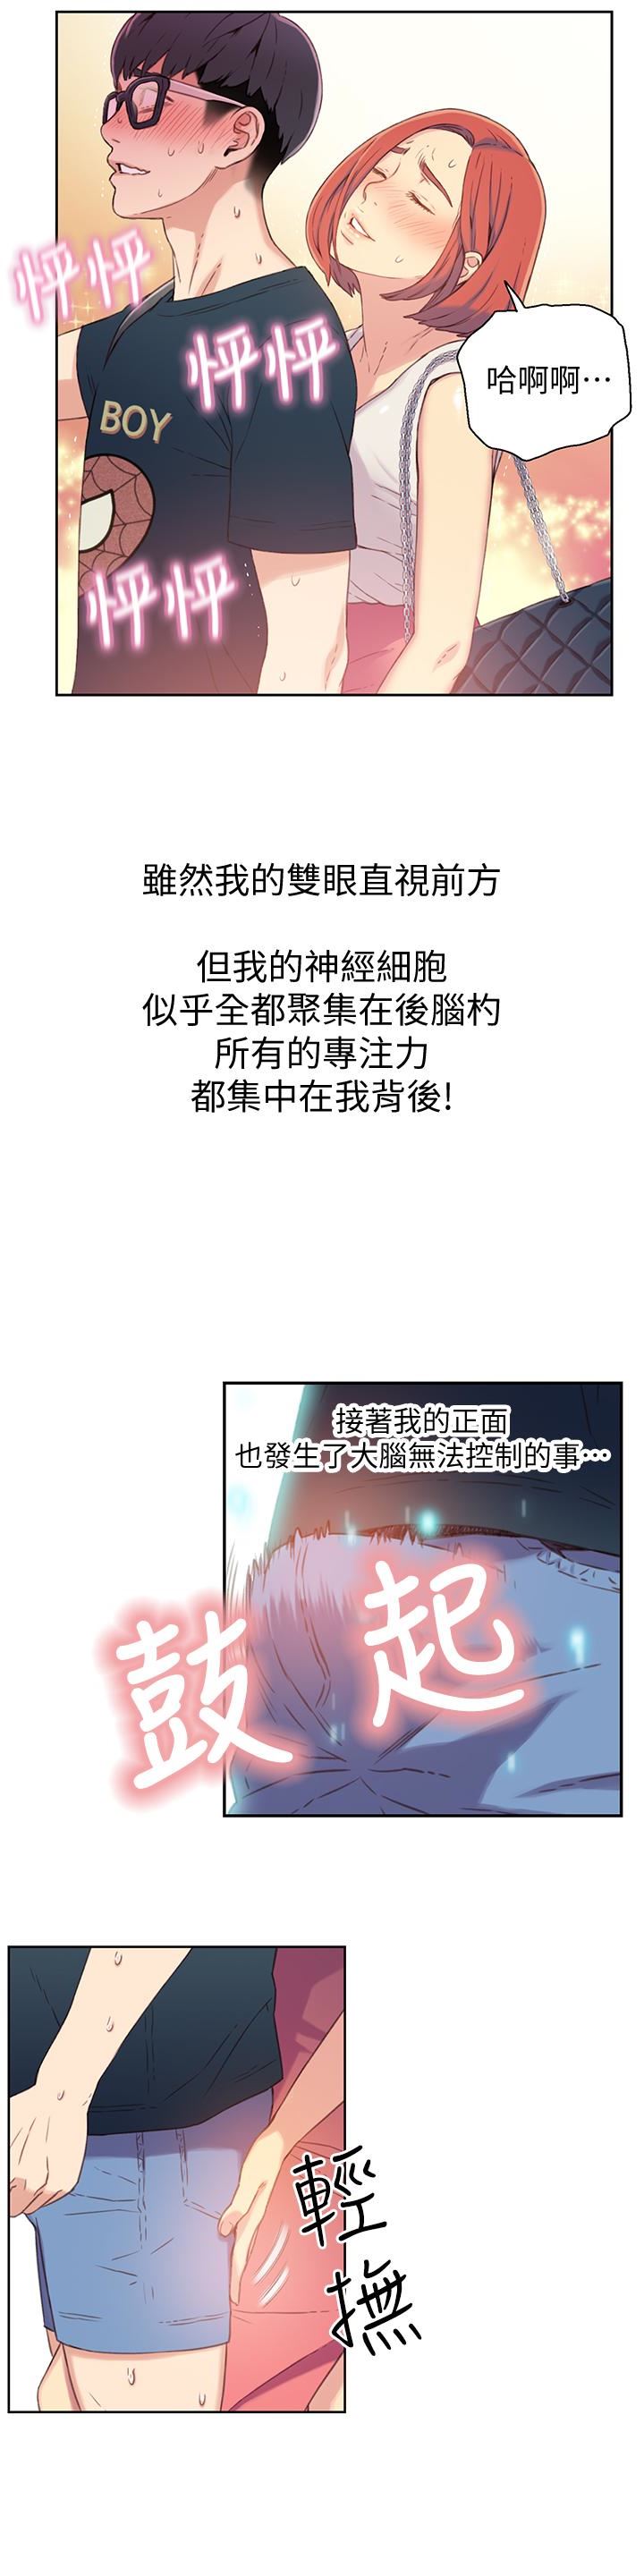 怦怦
怦怦
哈啊啊…
BOY
怦怦
雖然我的雙眼直視前方
但我的神經細胞
似乎全都聚集在後腦杓
所有的專注力
都集中在我背後!
接著我的正面
也發生了大腦無法控制的事…
鼓起
輕撫